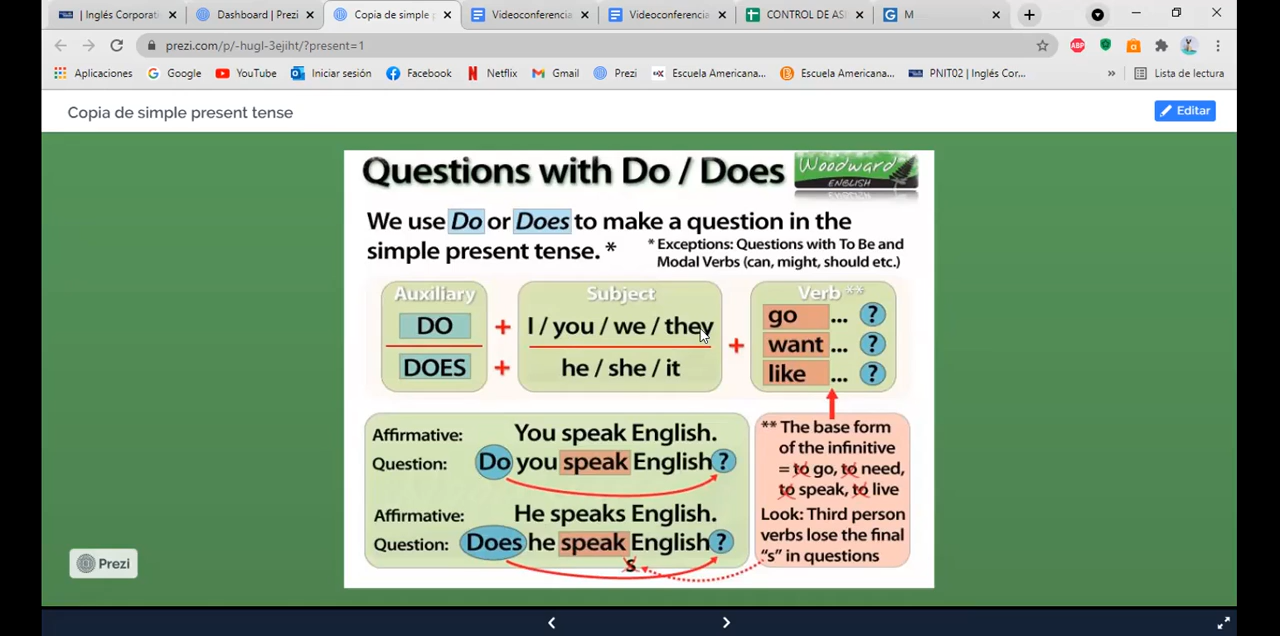 | Inglés Corporati
Dashboard | Prezi
Copia de simple p
Videoconferencia
Videoconferencia
CONTROL DE ASI
M
prezi.com/p/-hugl-3ejiht/?present=1
ABP
Aplicaciones
Google
YouTube
Iniciar sesión
Facebook
Netflix
Gmail
Prezi
Escuela Americana...
Escuela Americana...
PNIT02 | Inglés Cor...
Lista de lectura
Copia de simple present tense
Editar
Questions with Do / Does
Woodward
ENGLISH
We use Do or Does to make a question in the
simple present tense. *
* Exceptions: Questions with To Be and
Modal Verbs (can, might, should etc.)
Auxiliary
Subject
Verb **
DO + I / you / we / they
DOES + he / she / it
+
go ... ?
want ... ?
like ... ?
Affirmative: You speak English.
Question: Do you speak English ?
Affirmative: He speaks English.
Question: Does he speak English ?
s
** The base form
of the infinitive
= to go, to need,
to speak, to live
Look: Third person
verbs lose the final
“s” in questions
Prezi